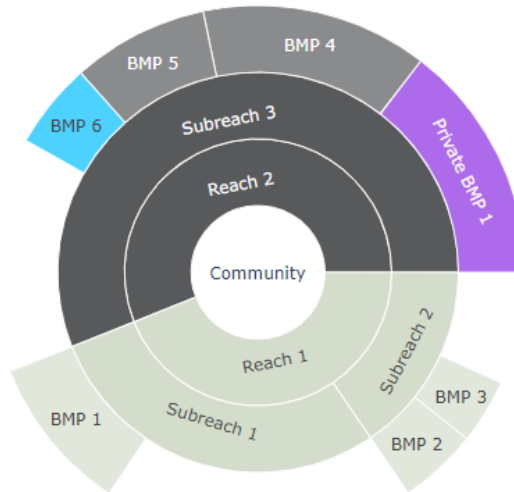 BMP 4
BMP 5
BMP 6
Subreach 3
Private BMP 1
Reach 2
Community
Reach 1
Subreach 2
Subreach 1
BMP 3
BMP 1
BMP 2